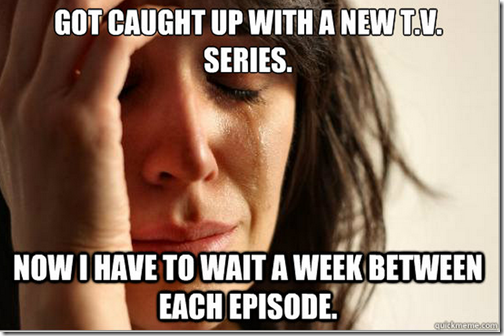 GOT CAUGHT UP WITH A NEW T.V.
SERIES.
NOW I HAVE TO WAIT A WEEK BETWEEN
EACH EPISODE.
quickmeme.com